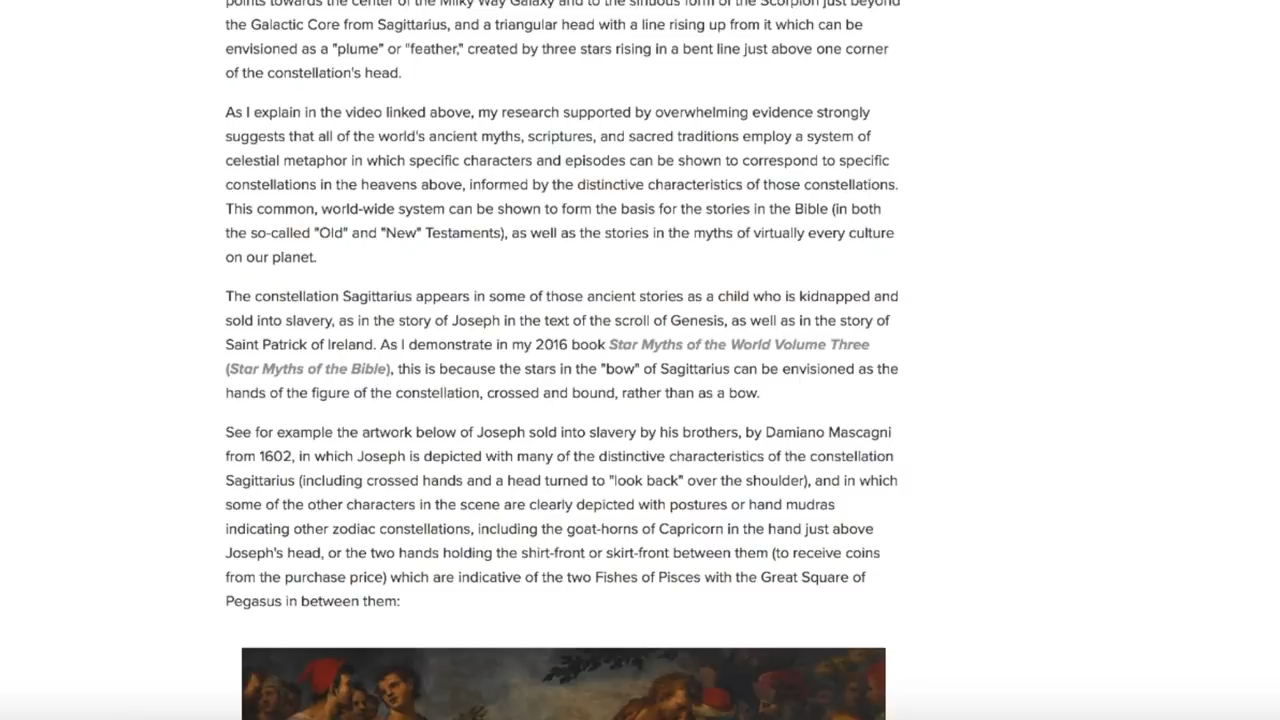 points towards the center of the Milky Way Galaxy and to the sinuous form of the Scorpion just beyond
the Galactic Core from Sagittarius, and a triangular head with a line rising up from it which can be
envisioned as a "plume" or "feather," created by three stars rising in a bent line just above one corner
of the constellation's head.
As I explain in the video linked above, my research supported by overwhelming evidence strongly
suggests that all of the world's ancient myths, scriptures, and sacred traditions employ a system of
celestial metaphor in which specific characters and episodes can be shown to correspond to specific
constellations in the heavens above, informed by the distinctive characteristics of those constellations.
This common, world-wide system can be shown to form the basis for the stories in the Bible (in both
the so-called "Old" and "New" Testaments), as well as the stories in the myths of virtually every culture
on our planet.
The constellation Sagittarius appears in some of those ancient stories as a child who is kidnapped and
sold into slavery, as in the story of Joseph in the text of the scroll of Genesis, as well as in the story of
Saint Patrick of Ireland. As I demonstrate in my 2016 book Star Myths of the World Volume Three
(Star Myths of the Bible), this is because the stars in the "bow" of Sagittarius can be envisioned as the
hands of the figure of the constellation, crossed and bound, rather than as a bow.
See for example the artwork below of Joseph sold into slavery by his brothers, by Damiano Mascagni
from 1602, in which Joseph is depicted with many of the distinctive characteristics of the constellation
Sagittarius (including crossed hands and a head turned to "look back" over the shoulder), and in which
some of the other characters in the scene are clearly depicted with postures or hand mudras
indicating other zodiac constellations, including the goat-horns of Capricorn in the hand just above
Joseph's head, or the two hands holding the shirt-front or skirt-front between them (to receive coins
from the purchase price) which are indicative of the two Fishes of Pisces with the Great Square of
Pegasus in between them: